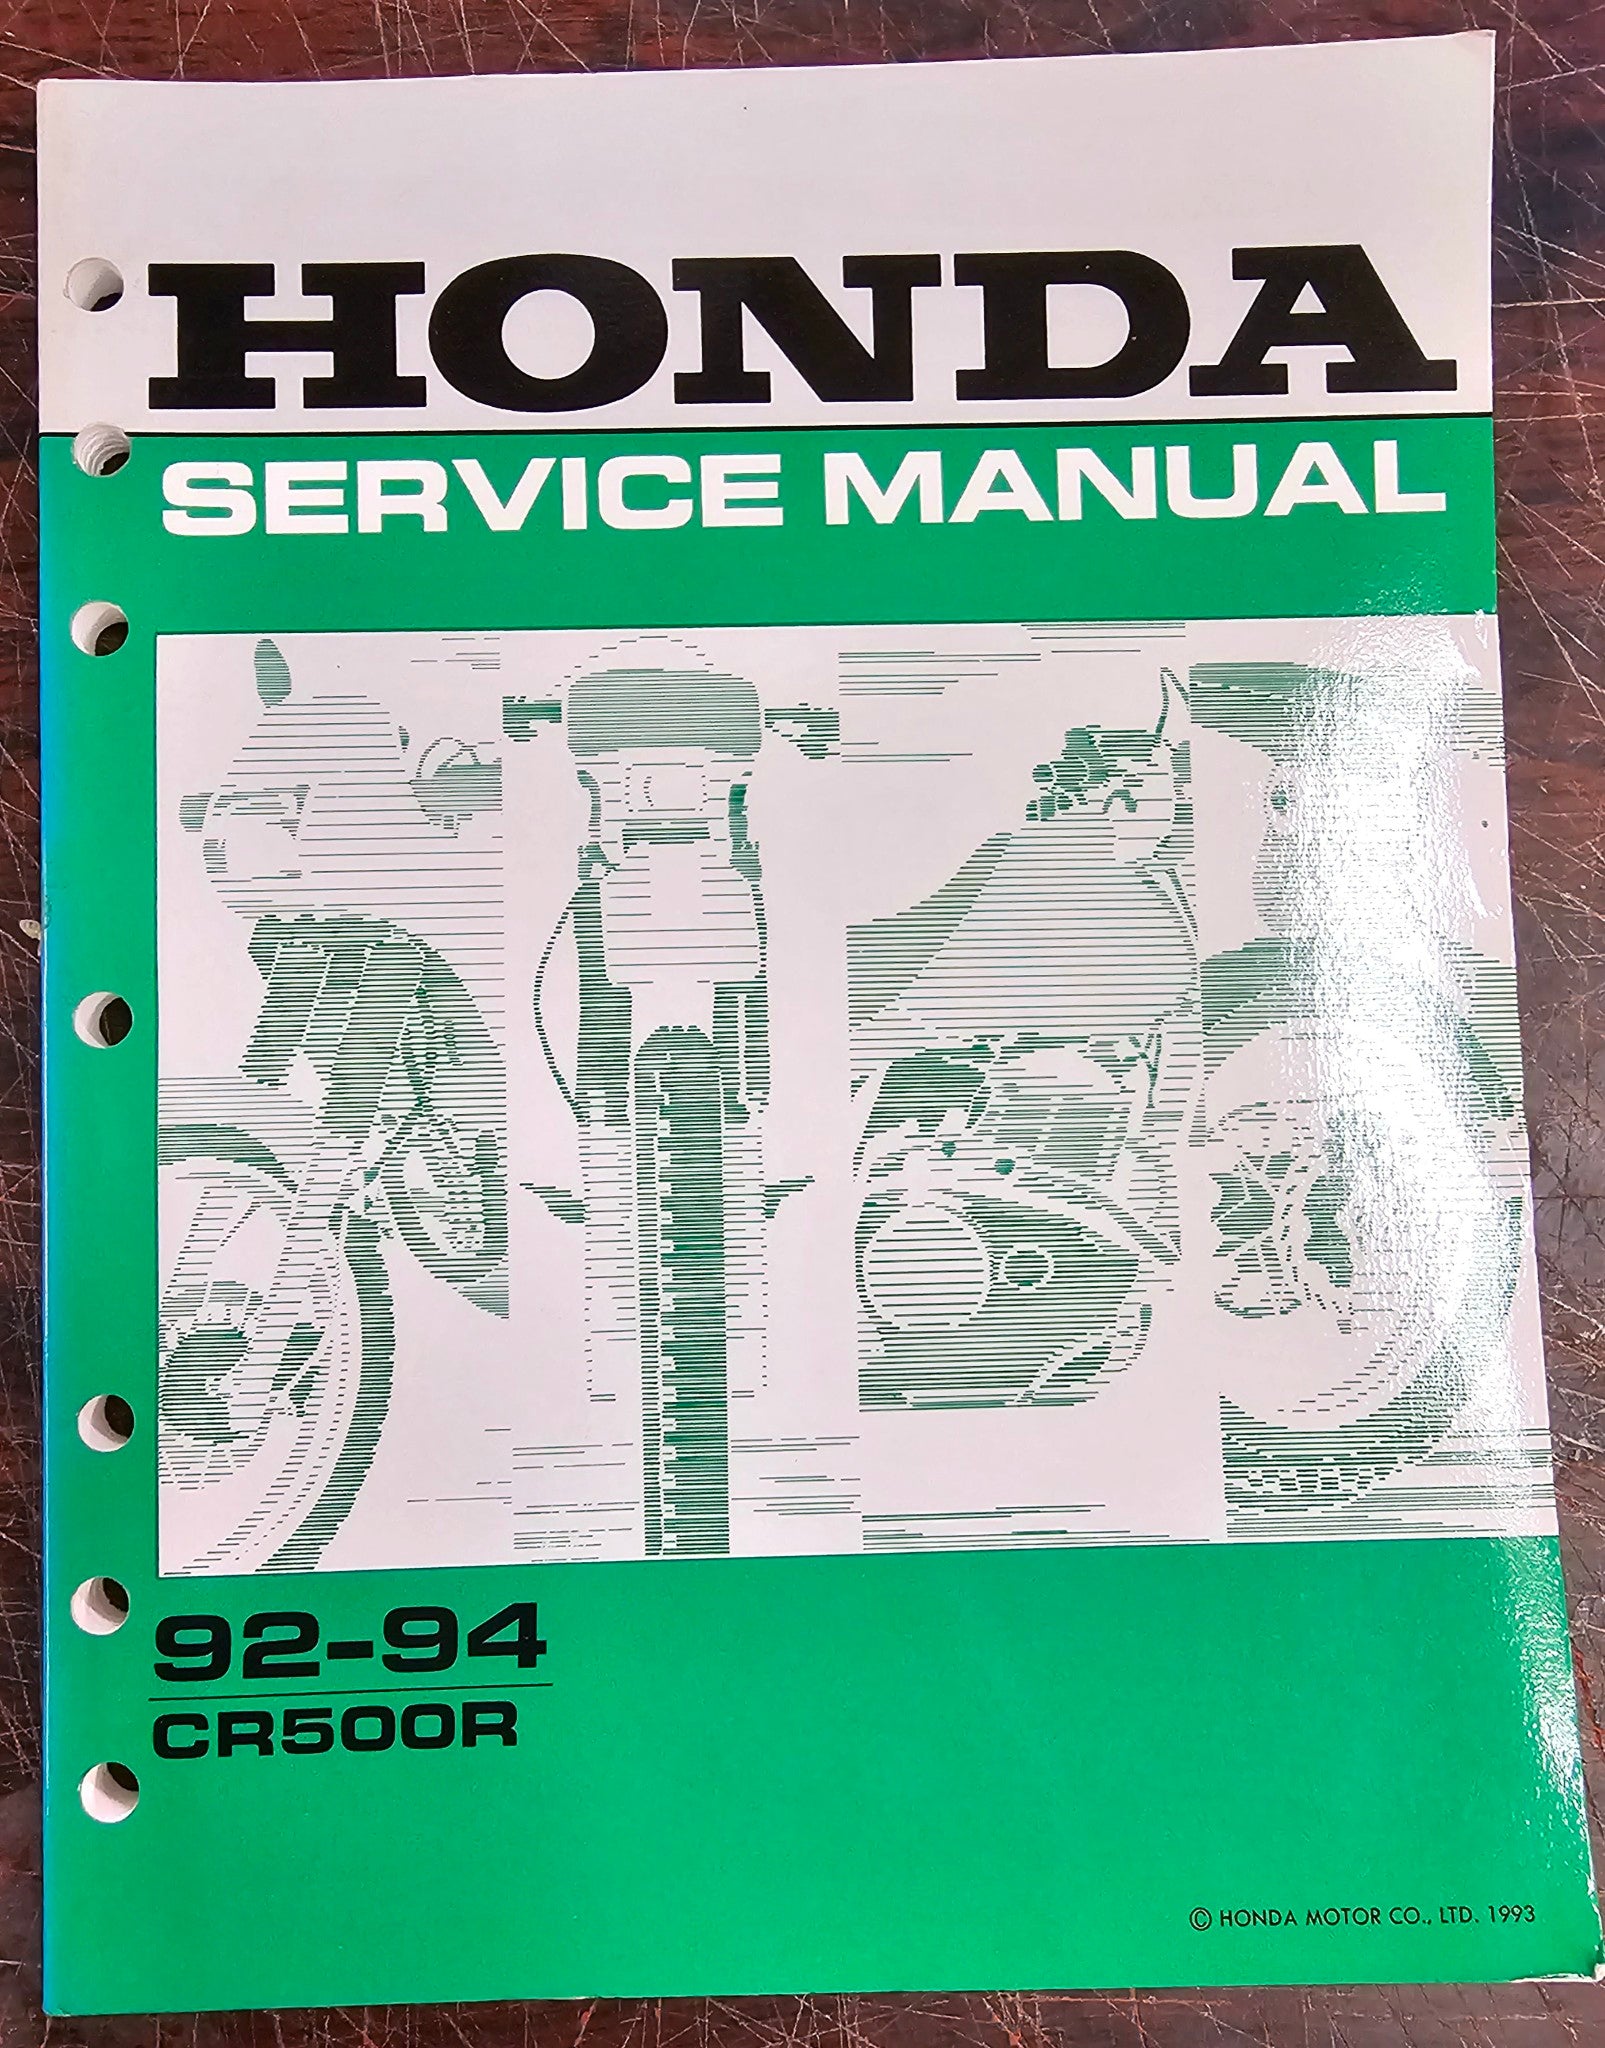 HONDA
SERVICE MANUAL
92-94
CR500R
© HONDA MOTOR CO., LTD. 1993